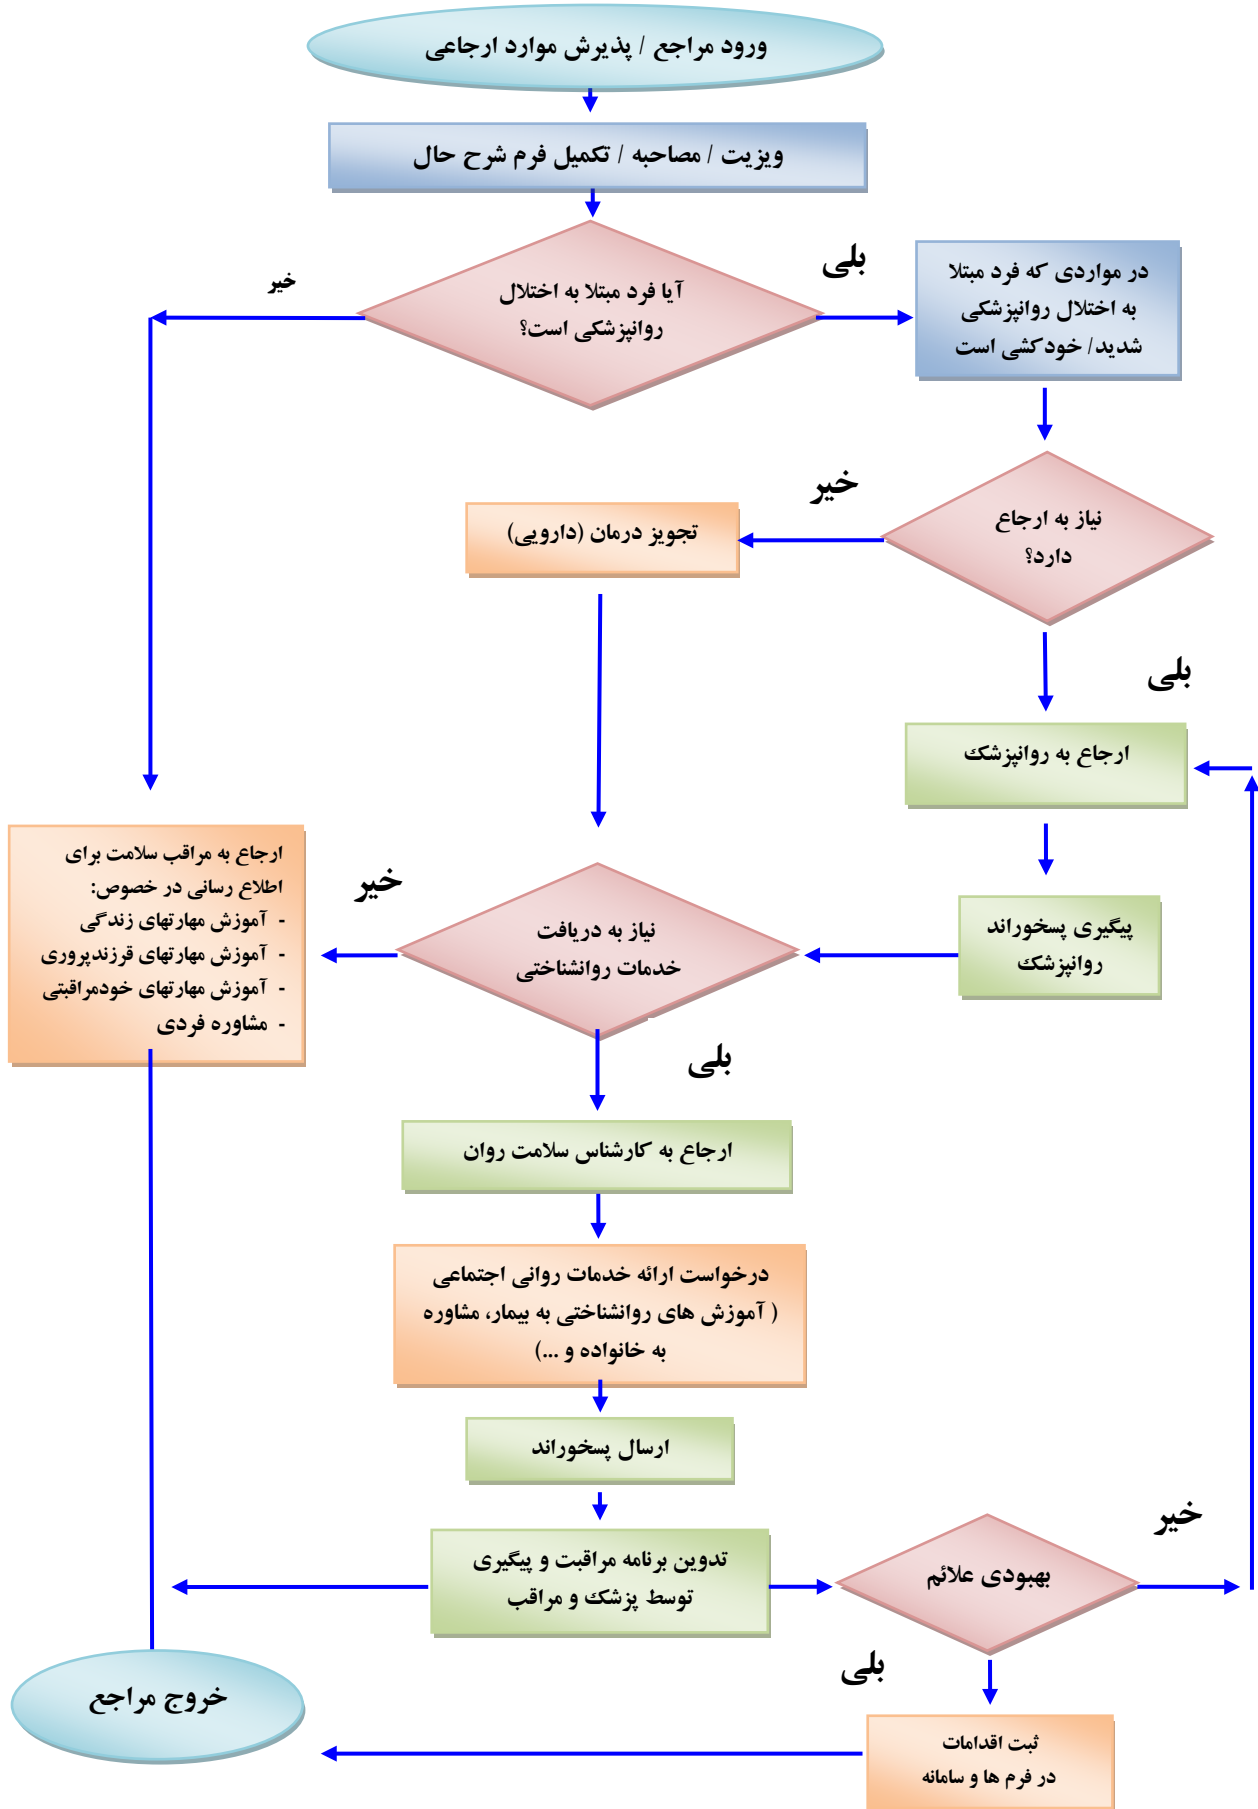 ورود مراجع / پذیرش موارد ارجاعی
ویزیت / مصاحبه / تکمیل فرم شرح حال
آیا فرد مبتلا به اختلال
روانپزشکی است؟
بلی
خیر
در مواردی که فرد مبتلا
به اختلال روانپزشکی
شدید/ خودکشی است
نیاز به ارجاع
دارد؟
خیر
تجویز درمان (دارویی)
بلی
ارجاع به روانپزشک
پیگیری پسخوراند
روانپزشک
نیاز به دریافت
خدمات روانشناختی
خیر
ارجاع به مراقب سلامت برای
اطلاع رسانی در خصوص:
- آموزش مهارتهای زندگی
- آموزش مهارتهای قرزندپروری
- آموزش مهارتهای خودمراقبتی
- مشاوره فردی
بلی
ارجاع به کارشناس سلامت روان
درخواست ارائه خدمات روانی اجتماعی
( آموزش های روانشناختی به بیمار، مشاوره
به خانواده و ...)
ارسال پسخوراند
تدوین برنامه مراقبت و پیگیری
توسط پزشک و مراقب
بهبودی علائم
خیر
بلی
ثبت اقدامات
در فرم ها و سامانه
خروج مراجع